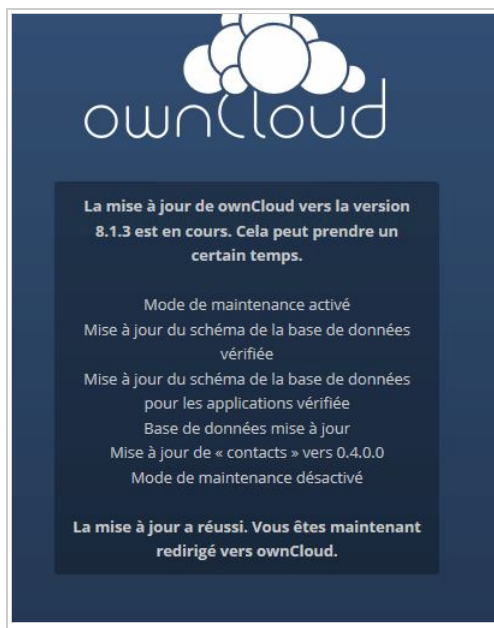 ownCloud
La mise à jour de ownCloud vers la version
8.1.3 est en cours. Cela peut prendre un
certain temps.
Mode de maintenance activé
Mise à jour du schéma de la base de données
vérifiée
Mise à jour du schéma de la base de données
pour les applications vérifiée
Base de données mise à jour
Mise à jour de « contacts » vers 0.4.0.0
Mode de maintenance désactivé
La mise à jour a réussi. Vous êtes maintenant
redirigé vers ownCloud.